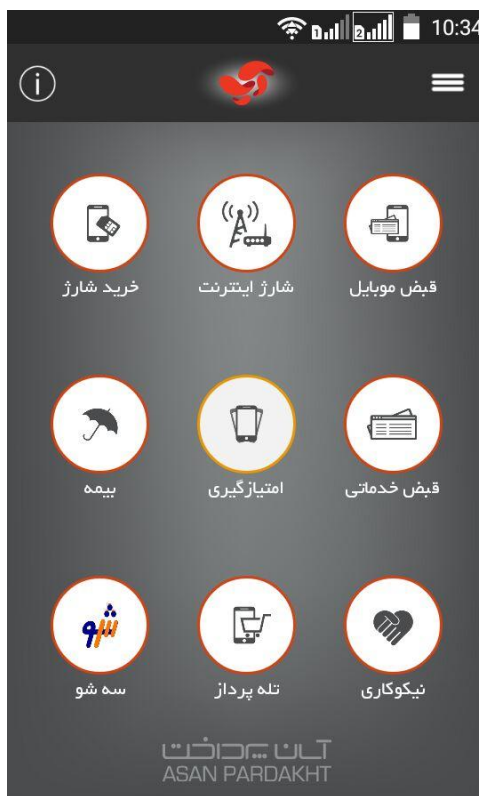 10:34
قبض موبایل
شارژ اینترنت
خرید شارژ
قبض خدماتی
امتیازگیری
بیمه
نیکوکاری
تله پرداز
سه شو
شو
آسان پرداخت
ASAN PARDAKHT